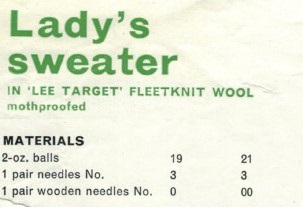 Lady's
sweater
IN 'LEE TARGET' FLEETKNIT WOOL
mothproofed
MATERIALS
2-oz. balls 19 21
1 pair needles No. 3 3
1 pair wooden needles No. 0 00